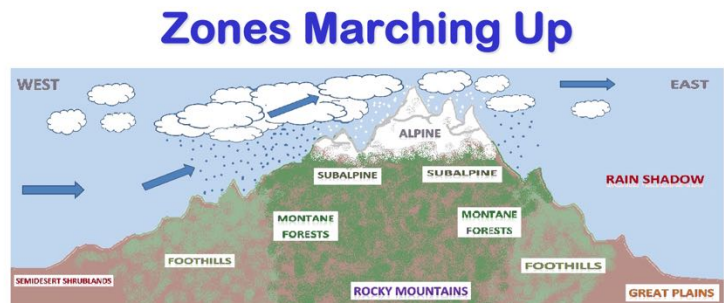 Zones Marching Up
WEST
EAST
ALPINE
SUBALPINE
SUBALPINE
RAIN SHADOW
MONTANE
FORESTS
MONTANE
FORESTS
FOOTHILLS
FOOTHILLS
SEMIDESERT SHRUBLANDS
ROCKY MOUNTAINS
GREAT PLAINS